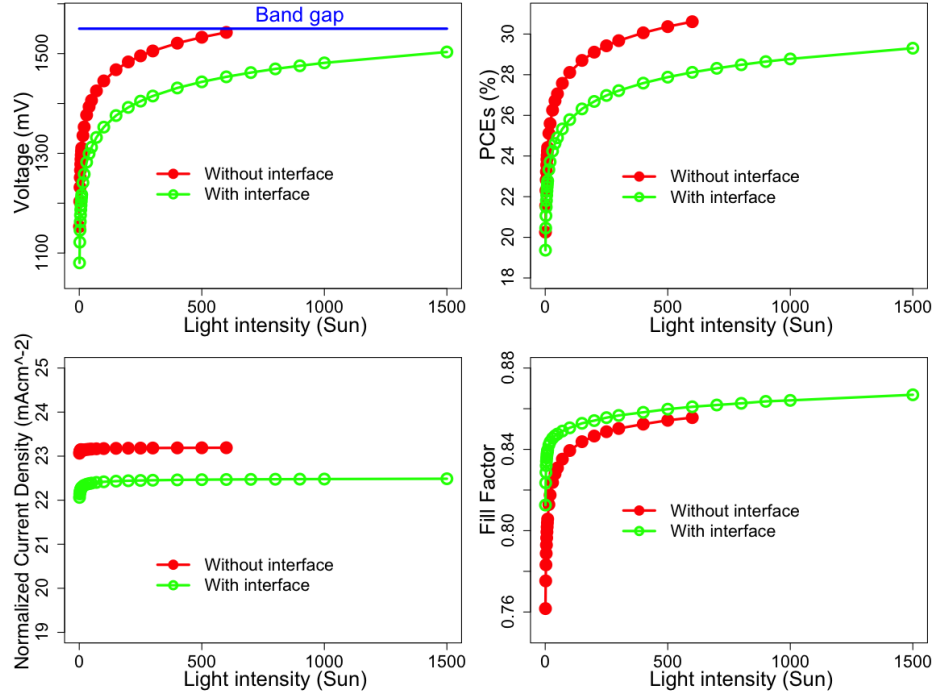 Band gap
Voltage (mV)
1500
1300
1100
Without interface
With interface
0
500
1000
1500
Light intensity (Sun)
PCEs (%)
30
28
26
24
22
20
18
Without interface
With interface
0
500
1000
1500
Light intensity (Sun)
Normalized Current Density (mAcm^-2)
25
24
23
22
21
20
19
Without interface
With interface
0
500
1000
1500
Light intensity (Sun)
Fill Factor
0.88
0.84
0.80
0.76
Without interface
With interface
0
500
1000
1500
Light intensity (Sun)